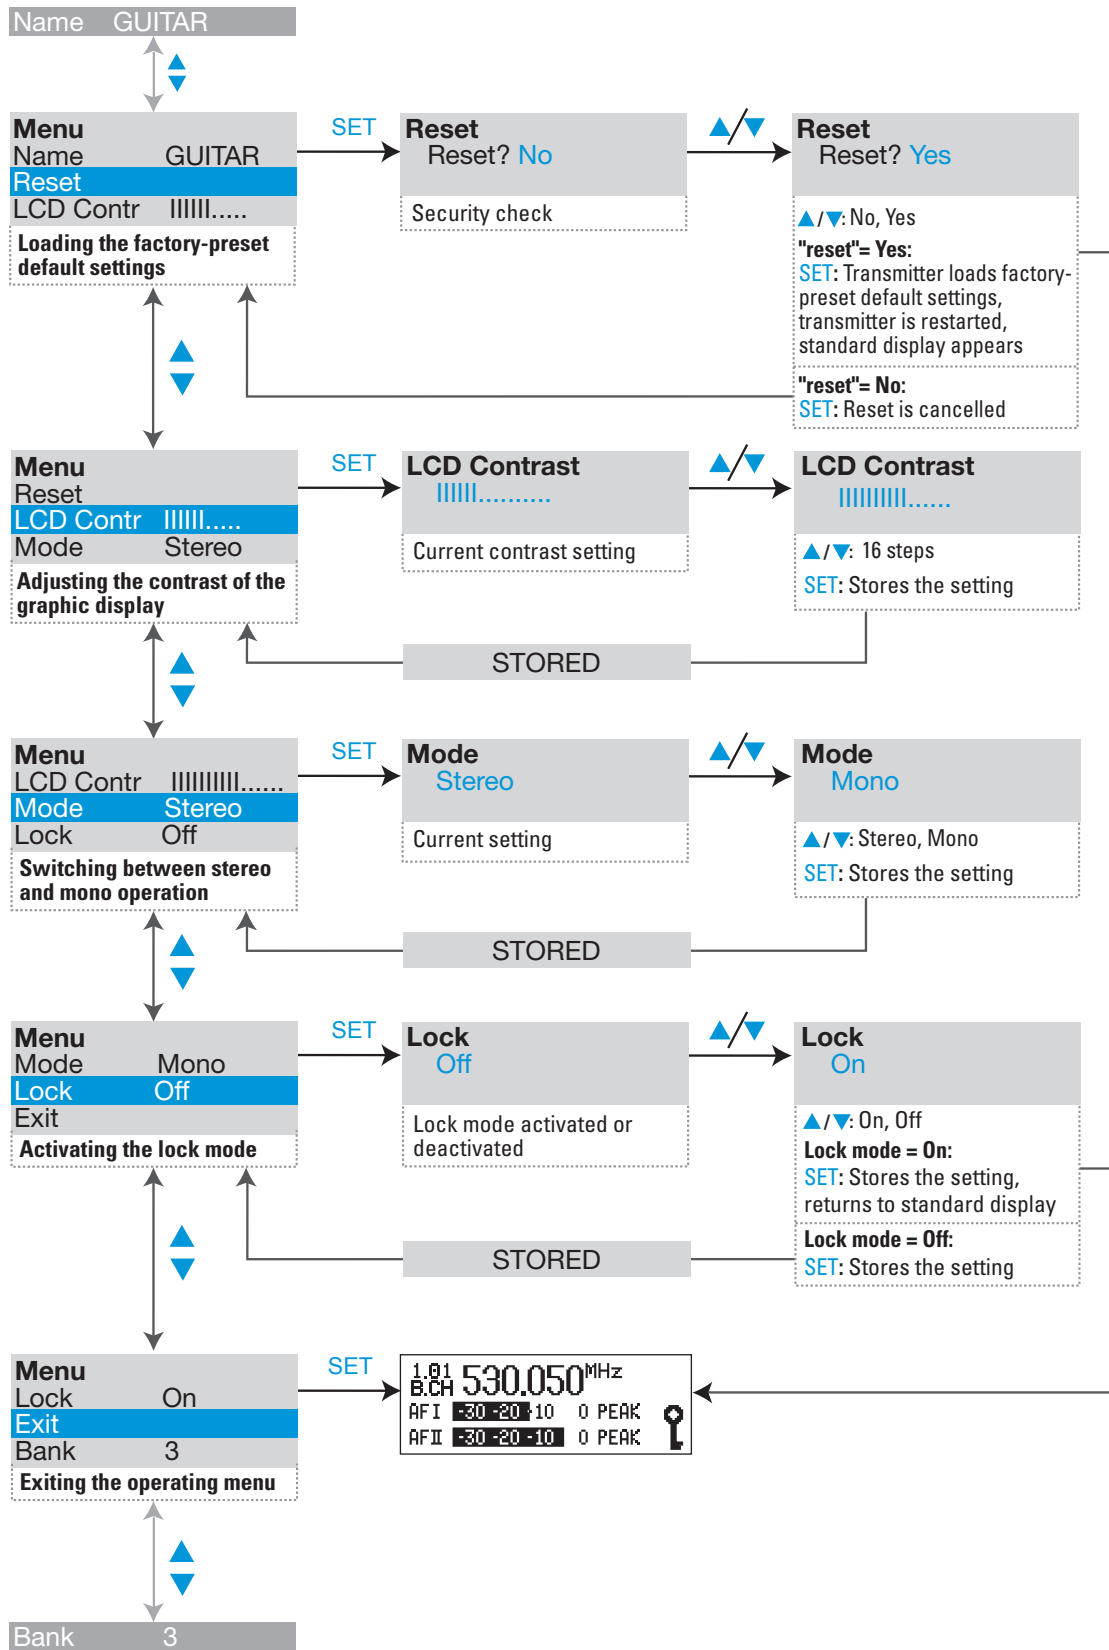 Name GUITAR
Menu
Name GUITAR
Reset
LCD Contr IIIIII.....
Loading the factory-preset
default settings
SET
Reset
Reset? No
Security check
▲/▼
Reset
Reset? Yes
▲/▼: No, Yes
"reset"= Yes:
SET: Transmitter loads factory-
preset default settings,
transmitter is restarted,
standard display appears
"reset"= No:
SET: Reset is cancelled
Menu
Reset
LCD Contr IIIIII.....
Mode Stereo
Adjusting the contrast of the
graphic display
SET
LCD Contrast
IIIIII..........
Current contrast setting
▲/▼
LCD Contrast
IIIIIIIIII......
▲/▼: 16 steps
SET: Stores the setting
STORED
Menu
LCD Contr IIIIIIIIII......
Mode Stereo
Lock Off
Switching between stereo
and mono operation
SET
Mode
Stereo
Current setting
▲/▼
Mode
Mono
▲/▼: Stereo, Mono
SET: Stores the setting
STORED
Menu
Mode Mono
Lock Off
Exit
Activating the lock mode
SET
Lock
Off
Lock mode activated or
deactivated
▲/▼
Lock
On
▲/▼: On, Off
Lock mode = On:
SET: Stores the setting,
returns to standard display
Lock mode = Off:
SET: Stores the setting
STORED
Menu
Lock On
Exit
Bank 3
Exiting the operating menu
SET
1.01
B.CH 530.050 MHz
AF I -30 -20 -10 0 PEAK
AF II -30 -20 -10 0 PEAK
Bank 3